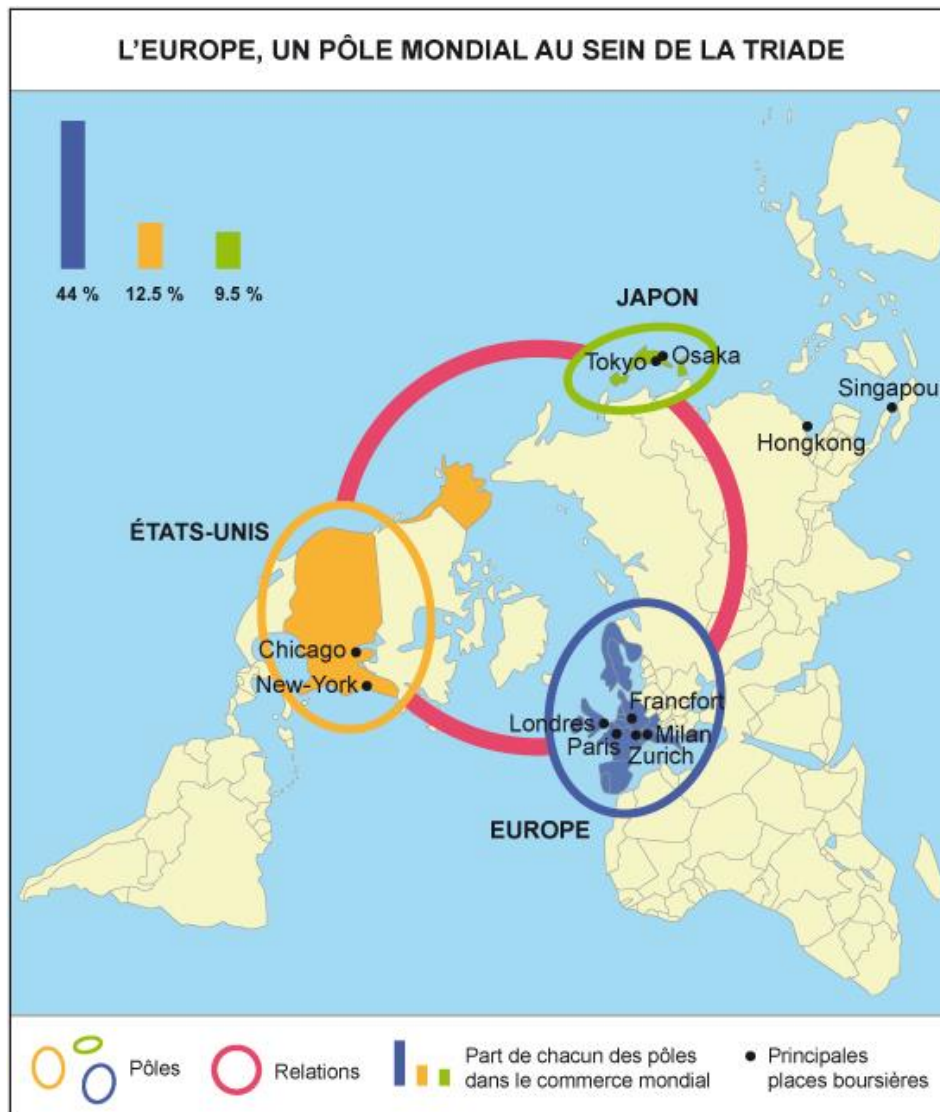 L'EUROPE, UN PÔLE MONDIAL AU SEIN DE LA TRIADE
44 %
12.5 %
9.5 %
JAPON
Tokyo
Osaka
Singapou
Hongkong
ÉTATS-UNIS
Chicago
New-York
Francfort
Londres
Milan
Paris
Zurich
EUROPE
Pôles
Relations
Part de chacun des pôles
dans le commerce mondial
Principales
places boursières